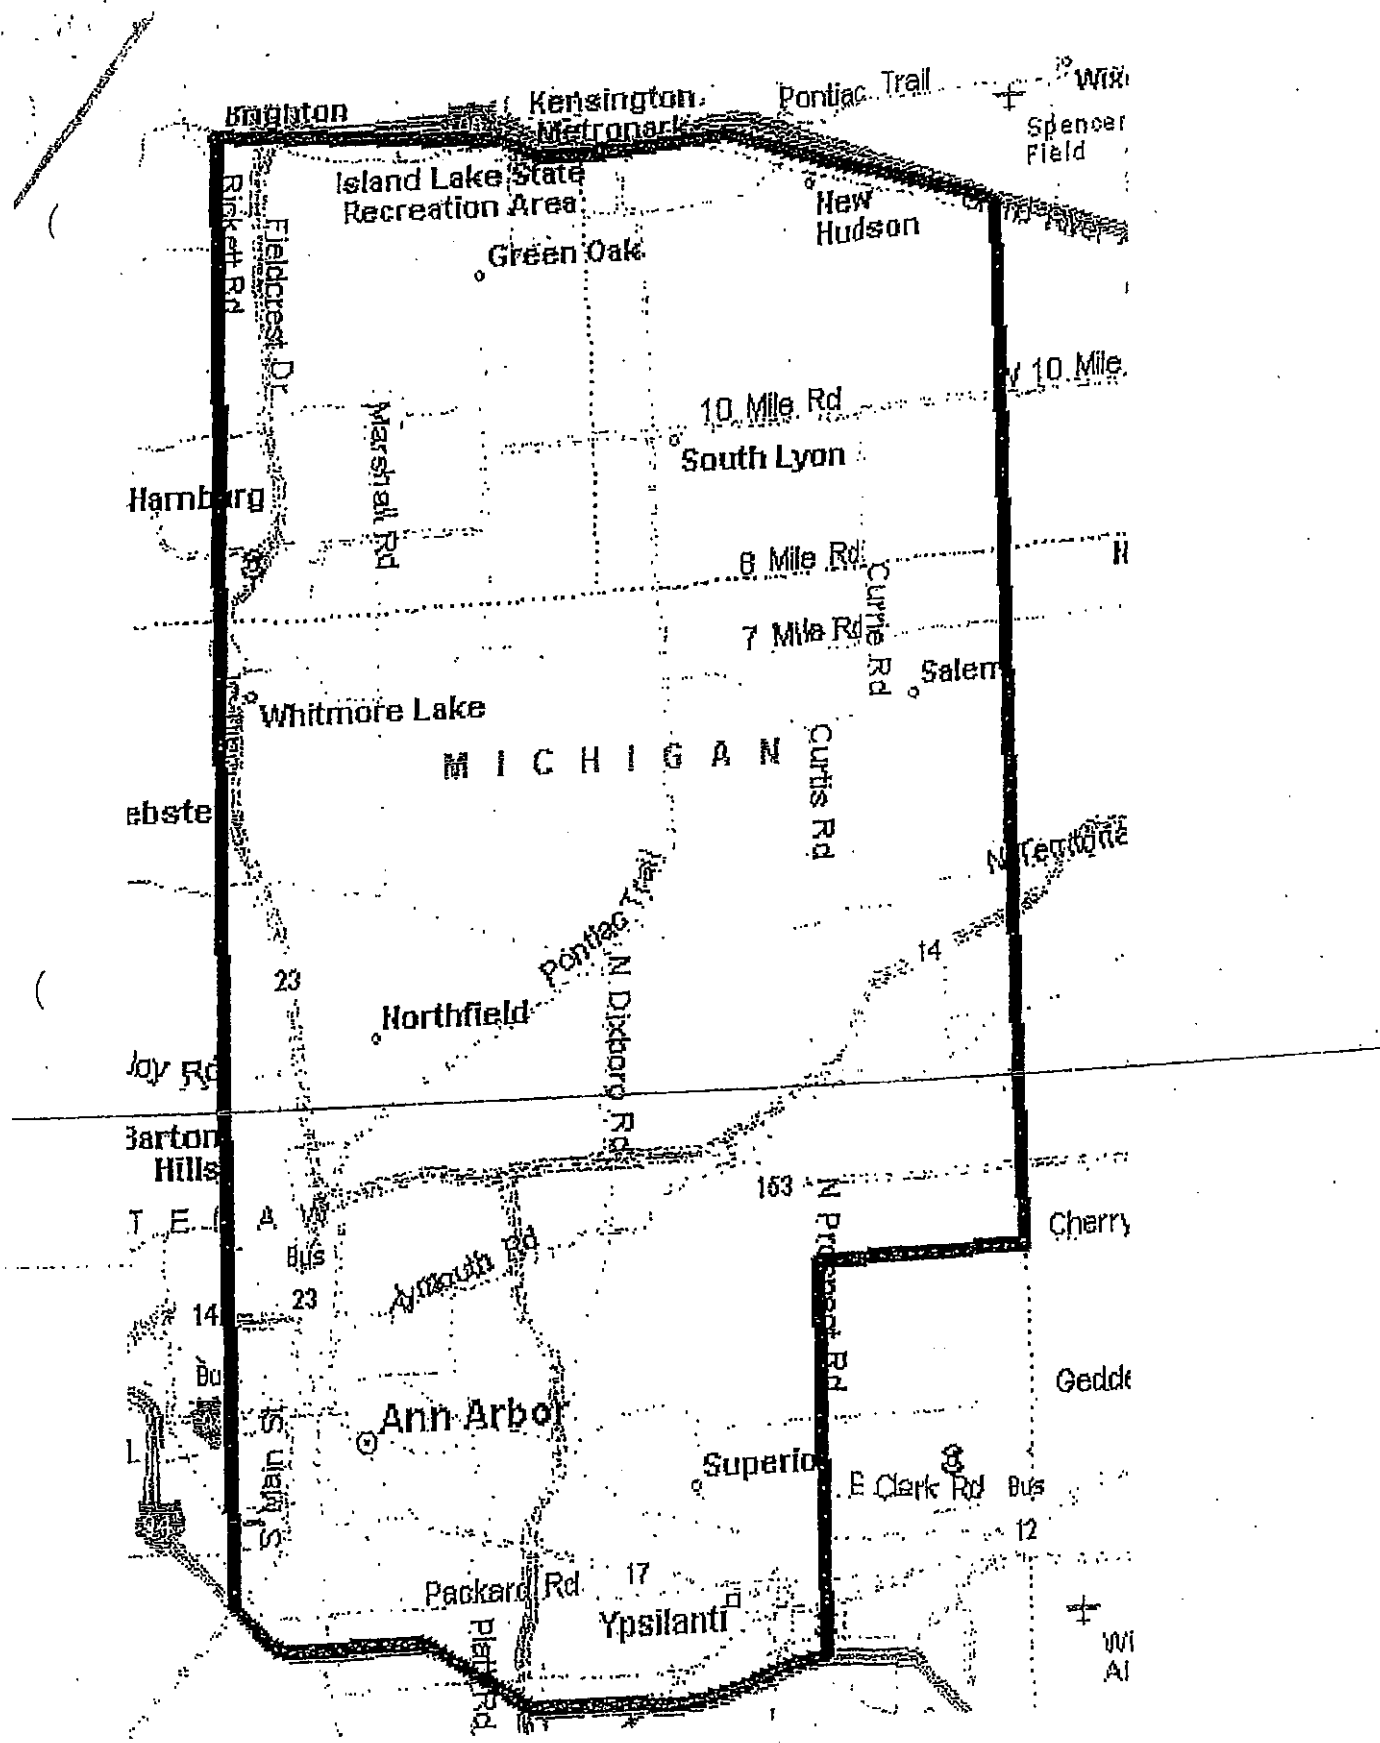 Pontiac Trail
Brighton
Kensington
Metropark
Spencer
Field
Island Lake State
Recreation Area
New
Hudson
Green Oak
Rickett Rd
Fieldcrest Dr
W 10 Mile
10 Mile Rd
Marshall Rd
South Lyon
Hamburg
8 Mile Rd
7 Mile Rd
Currie Rd
Salem
Whitmore Lake
MICHIGAN
Curtis Rd
ebste
14
Pontiac
N Dixboro Rd
23
Northfield
Joy Rd
Barton
Hills
153
N Prospect Rd
Cherry
Bus
23
14
Plymouth Rd
Gedde
Ann Arbor
S Main St
Superio
E Clark Rd
Bus
12
Packard Rd
17
Ypsilanti
Platt Rd
Wi